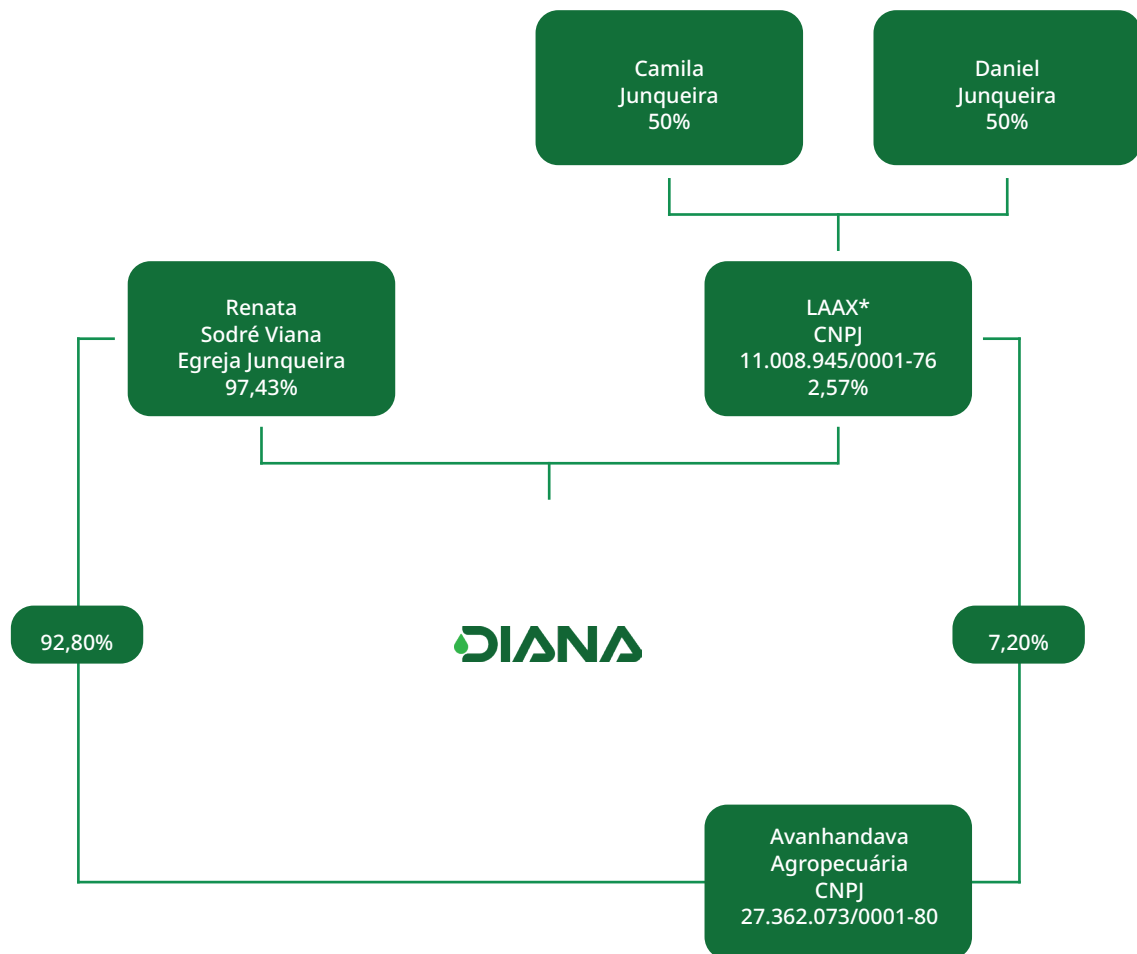 Camila
Junqueira
50%
Daniel
Junqueira
50%
Renata
Sodré Viana
Egreja Junqueira
97,43%
LAAX*
CNPJ
11.008.945/0001-76
2,57%
92,80%
DIANA
7,20%
Avanhandava
Agropecuária
CNPJ
27.362.073/0001-80